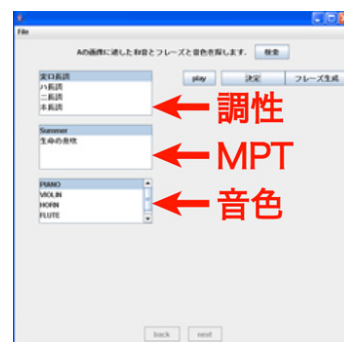 File
Aの画像に適した和音とフレーズと音色を探します. 検索
変ロ長調
ハ長調
ニ長調
ホ長調
play 決定 フレーズ生成
調性
Summer
生命の息吹
MPT
PIANO
VIOLIN
HORN
FLUTE
音色
back next